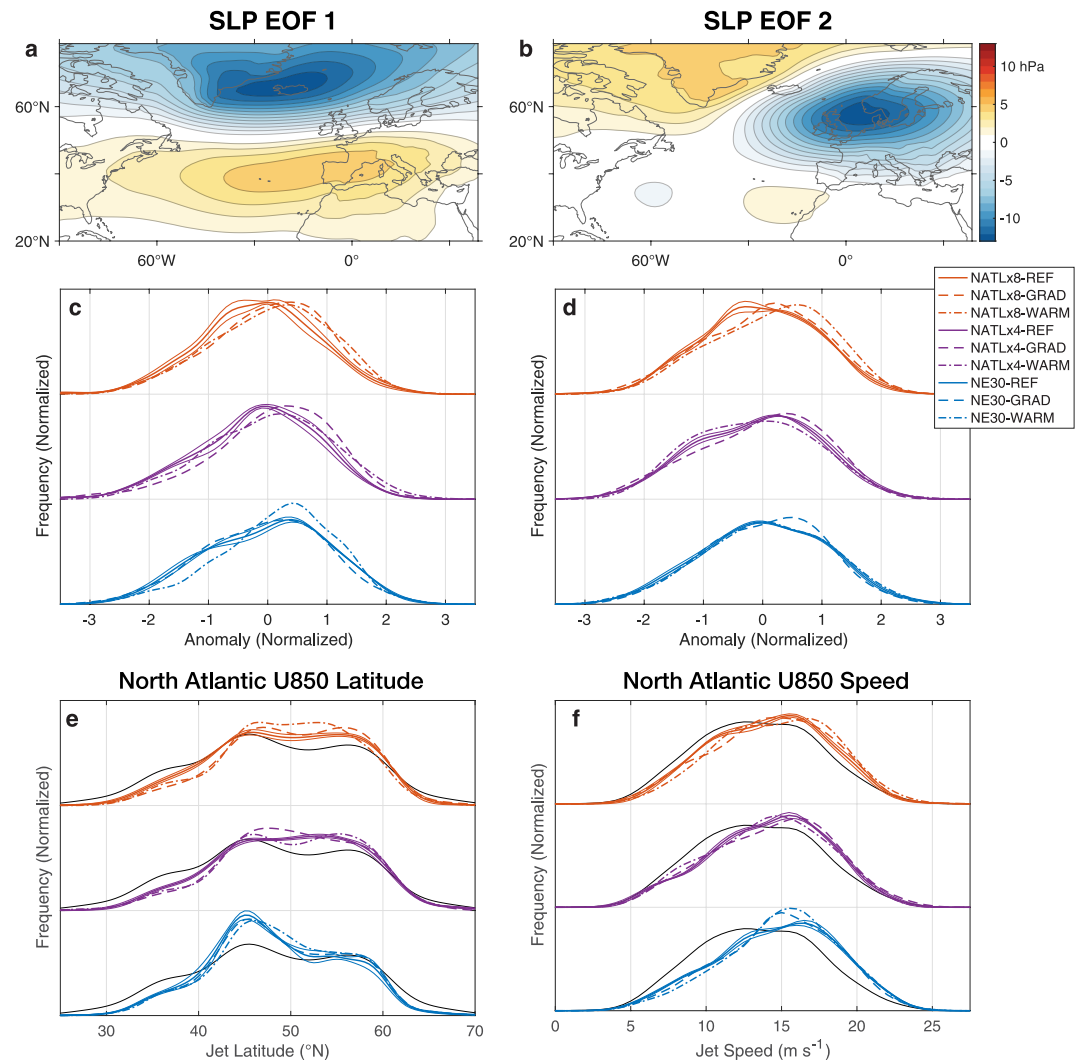 SLP EOF 1
SLP EOF 2
a
b
10 hPa
5
0
-5
-10
60°N
20°N
60°W
0°
60°N
20°N
60°W
0°
NATLx8-REF
NATLx8-GRAD
NATLx8-WARM
NATLx4-REF
NATLx4-GRAD
NATLx4-WARM
NE30-REF
NE30-GRAD
NE30-WARM
c
d
Frequency (Normalized)
Frequency (Normalized)
-3 -2 -1 0 1 2 3
-3 -2 -1 0 1 2 3
Anomaly (Normalized)
Anomaly (Normalized)
North Atlantic U850 Latitude
North Atlantic U850 Speed
e
f
Frequency (Normalized)
Frequency (Normalized)
30 40 50 60 70
0 5 10 15 20 25
Jet Latitude (°N)
Jet Speed (m s⁻¹)